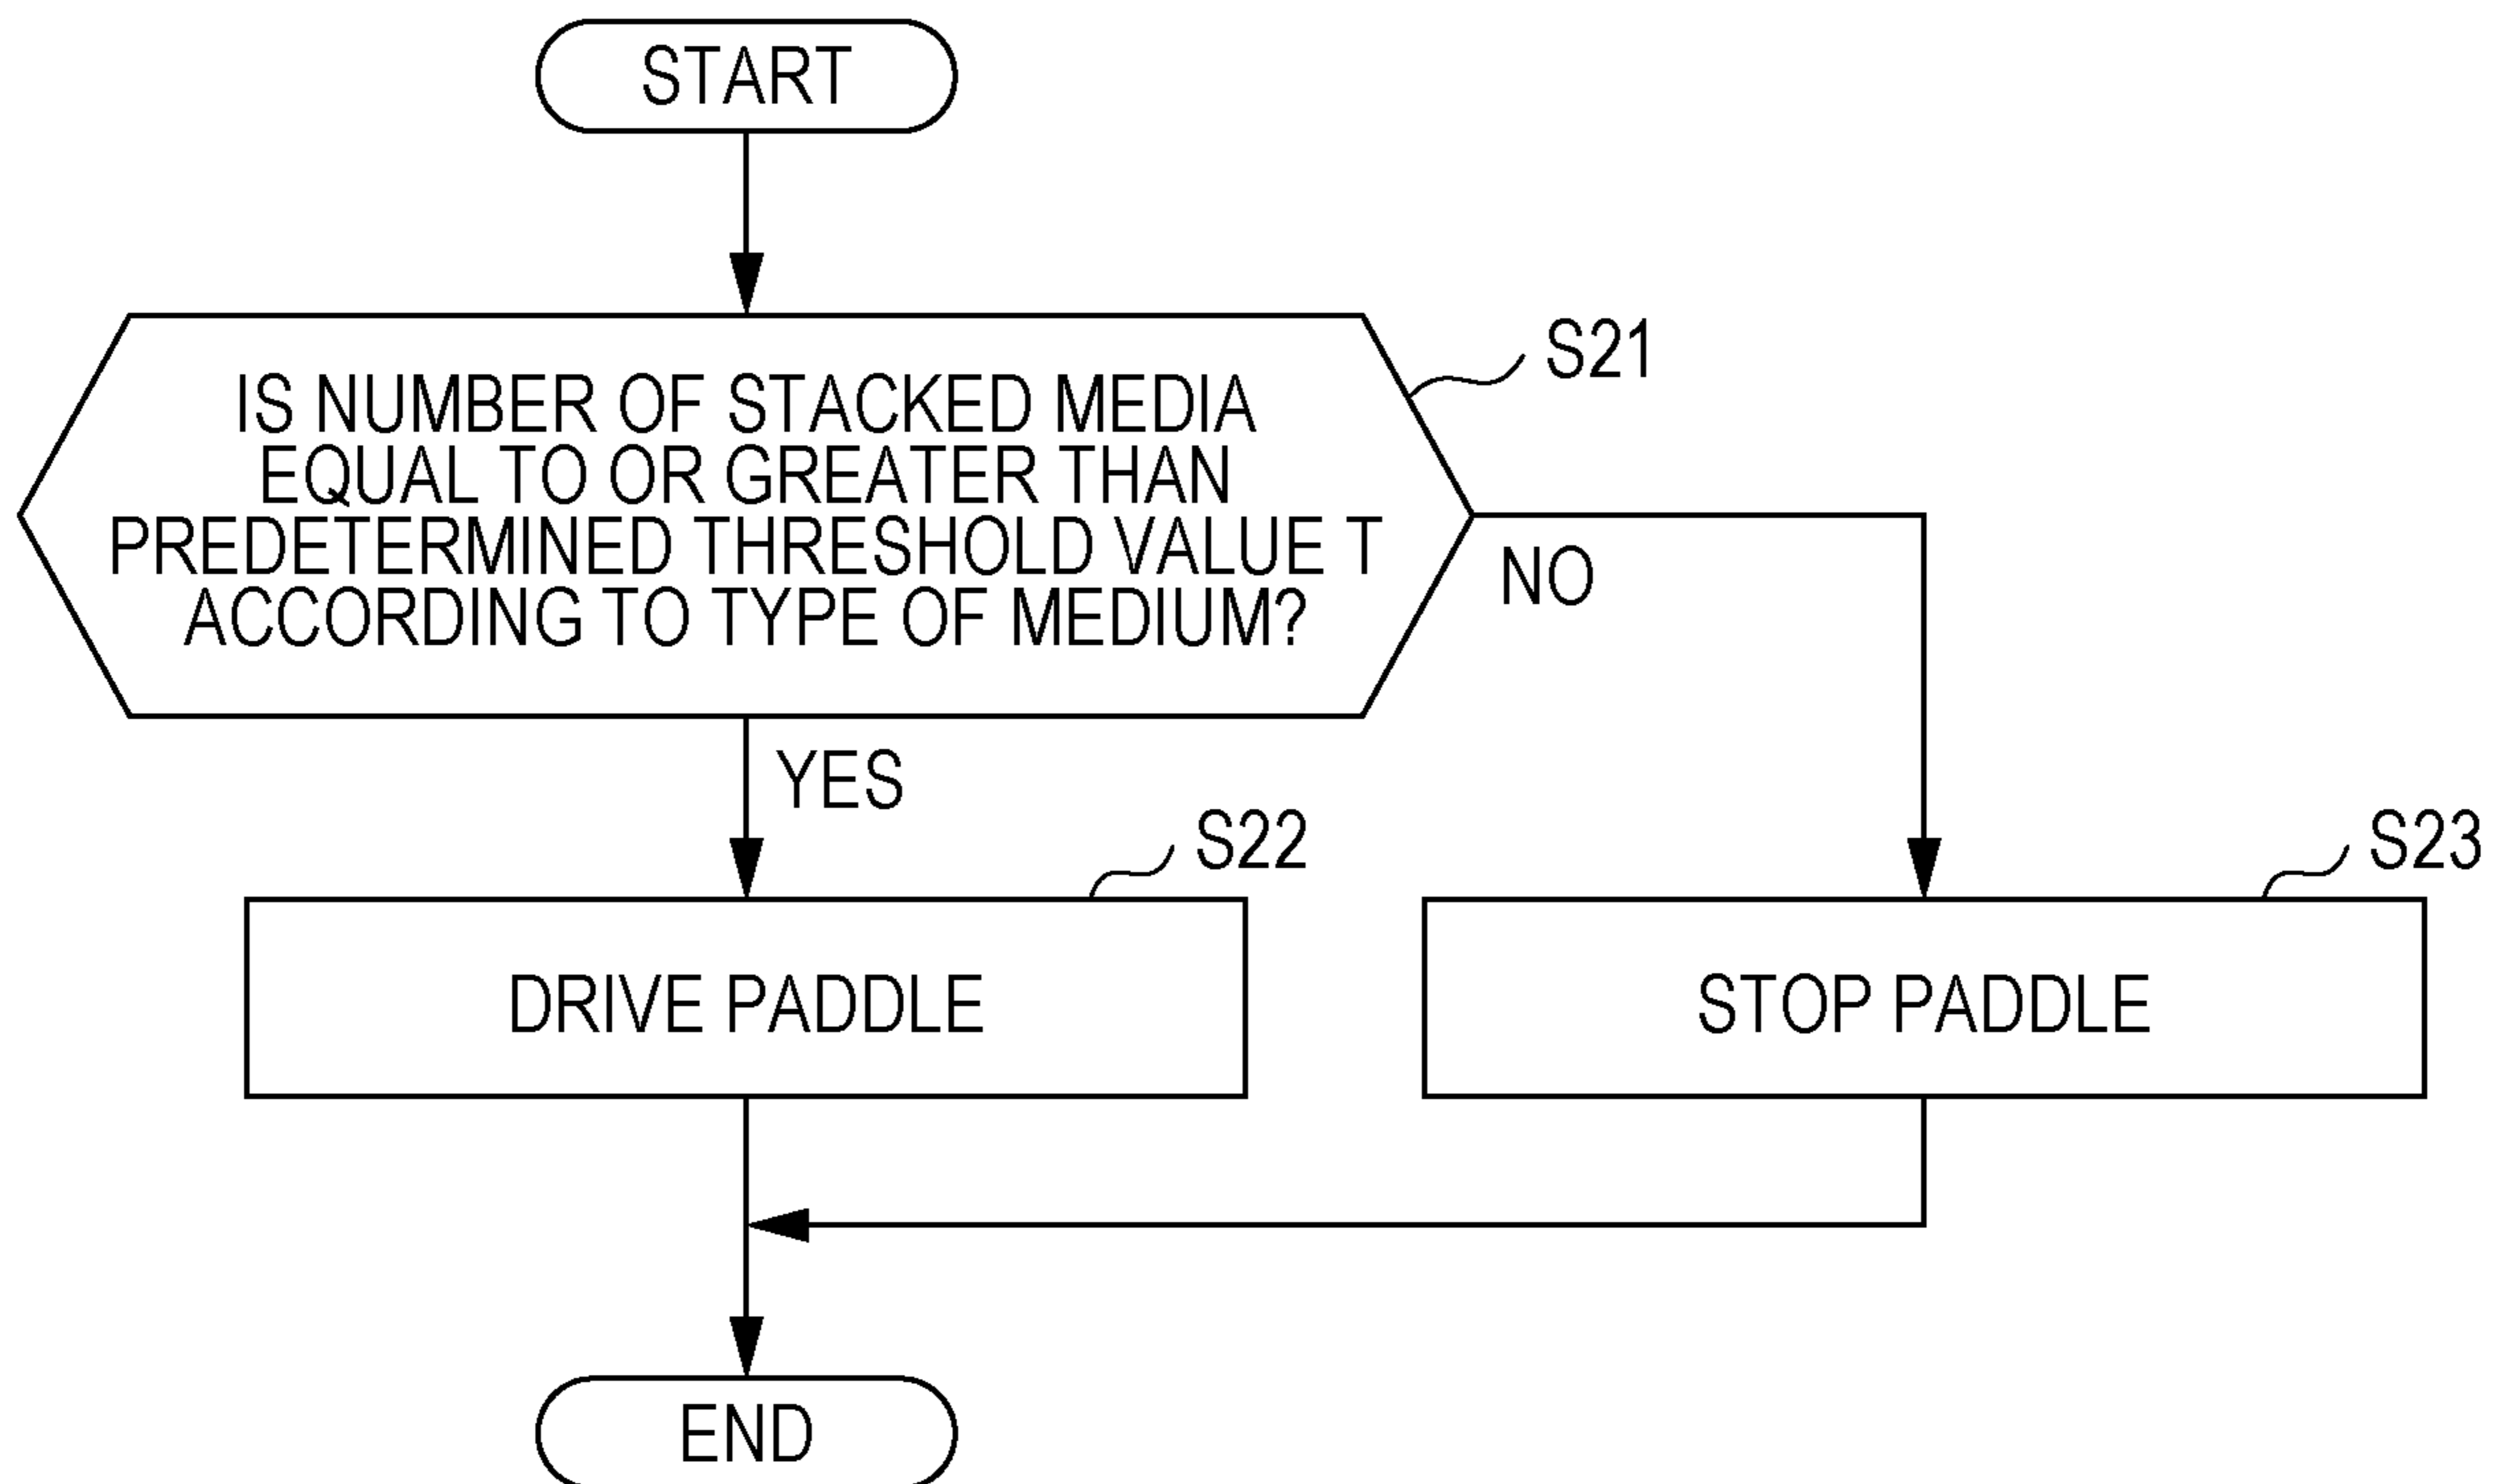 START
S21
IS NUMBER OF STACKED MEDIA
EQUAL TO OR GREATER THAN
PREDETERMINED THRESHOLD VALUE T
ACCORDING TO TYPE OF MEDIUM?
NO
YES
S22
S23
DRIVE PADDLE
STOP PADDLE
END